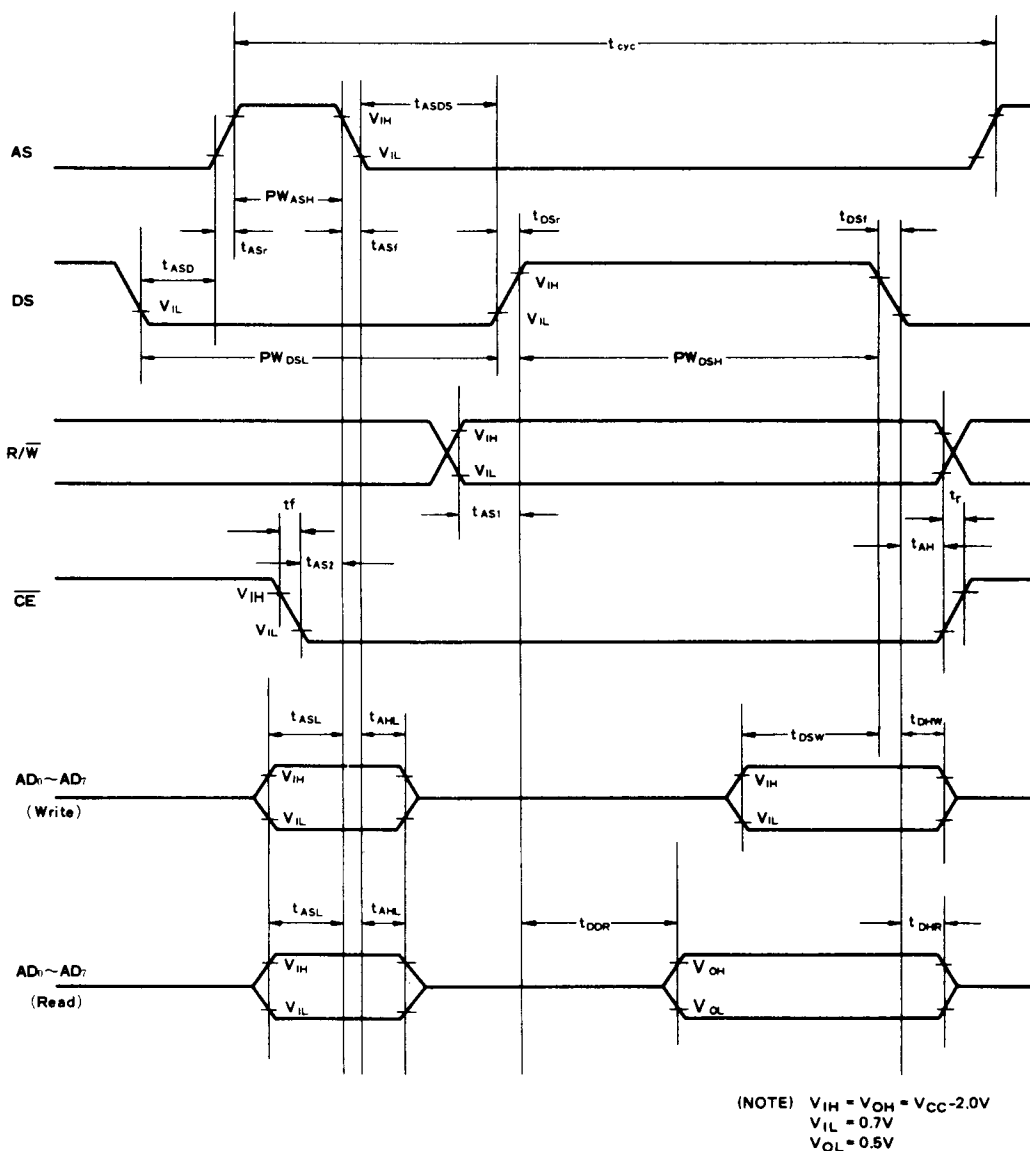 tcyc
tASDS
VIH
AS
VIL
PWASH
tDSr
tDSf
tASr
tASf
tASD
VIH
DS
VIL
VIL
PWDSL
PWDSH
VIH
R/W̅
VIL
tf
tr
tAS1
tAS2
tAH
C̅E̅
VIH
VIL
tASL
tAHL
tDSW
tDHW
AD₀~AD₇
VIH
VIH
(Write)
VIL
VIL
tASL
tAHL
tDDR
tDHR
AD₀~AD₇
VIH
VOH
(Read)
VIL
VOL
(NOTE) VIH = VOH = VCC-2.0V
VIL = 0.7V
VOL = 0.5V